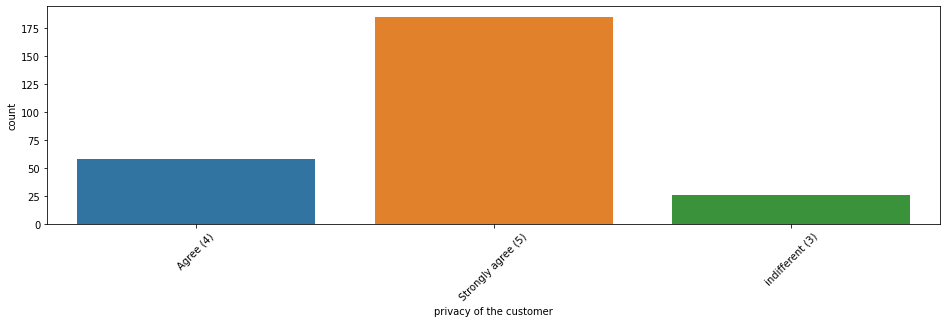 175
150
125
100
75
50
25
0
count
Agree (4)
Strongly agree (5)
indifferent (3)
privacy of the customer